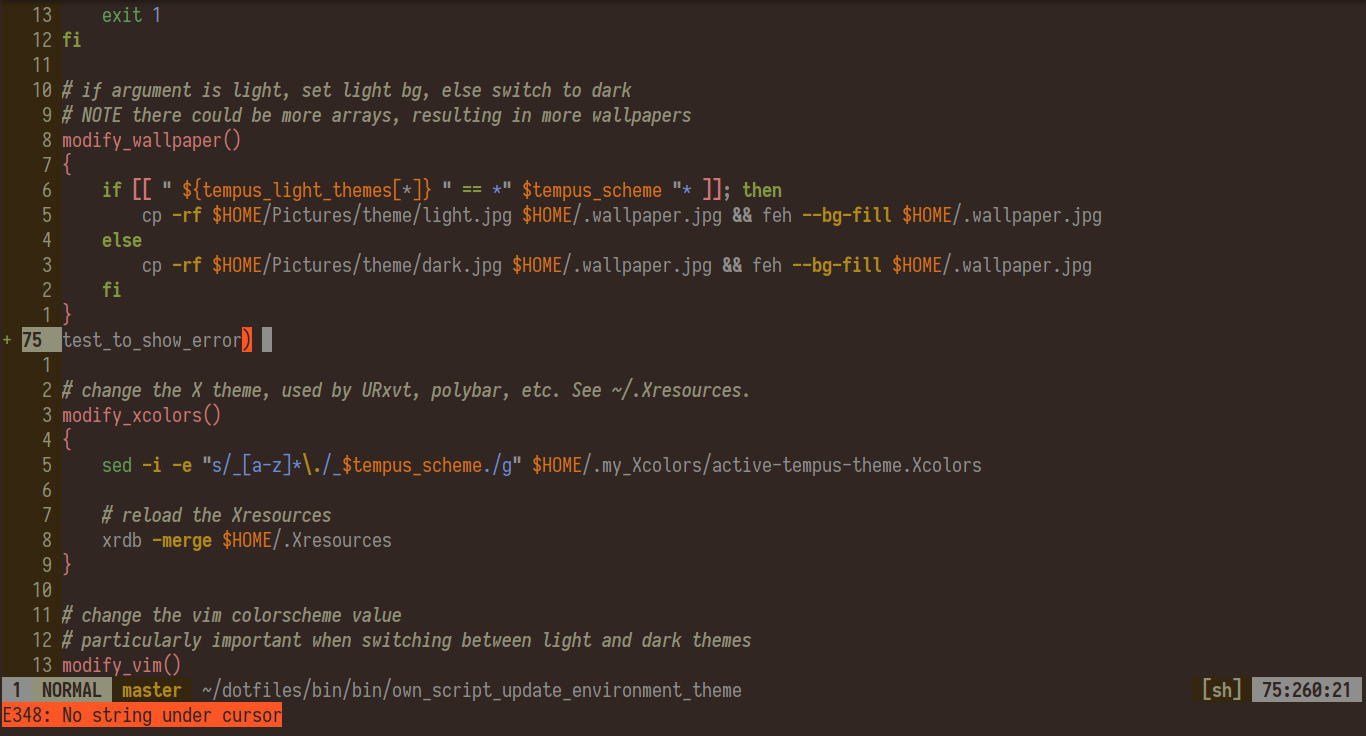 13     exit 1
12 fi
11
10 # if argument is light, set light bg, else switch to dark
9 # NOTE there could be more arrays, resulting in more wallpapers
8 modify_wallpaper()
7 {
6     if [[ " ${tempus_light_themes[*]} " == *" $tempus_scheme "* ]]; then
5         cp -rf $HOME/Pictures/theme/light.jpg $HOME/.wallpaper.jpg && feh --bg-fill $HOME/.wallpaper.jpg
4     else
3         cp -rf $HOME/Pictures/theme/dark.jpg $HOME/.wallpaper.jpg && feh --bg-fill $HOME/.wallpaper.jpg
2     fi
1 }
+ 75 test_to_show_error)
1
2 # change the X theme, used by URxvt, polybar, etc. See ~/.Xresources.
3 modify_xcolors()
4 {
5     sed -i -e "s/_[a-z]*\./_$tempus_scheme./g" $HOME/.my_Xcolors/active-tempus-theme.Xcolors
6
7     # reload the Xresources
8     xrdb -merge $HOME/.Xresources
9 }
10
11 # change the vim colorscheme value
12 # particularly important when switching between light and dark themes
13 modify_vim()
1 NORMAL master ~/dotfiles/bin/bin/own_script_update_environment_theme [sh] 75:260:21
E348: No string under cursor